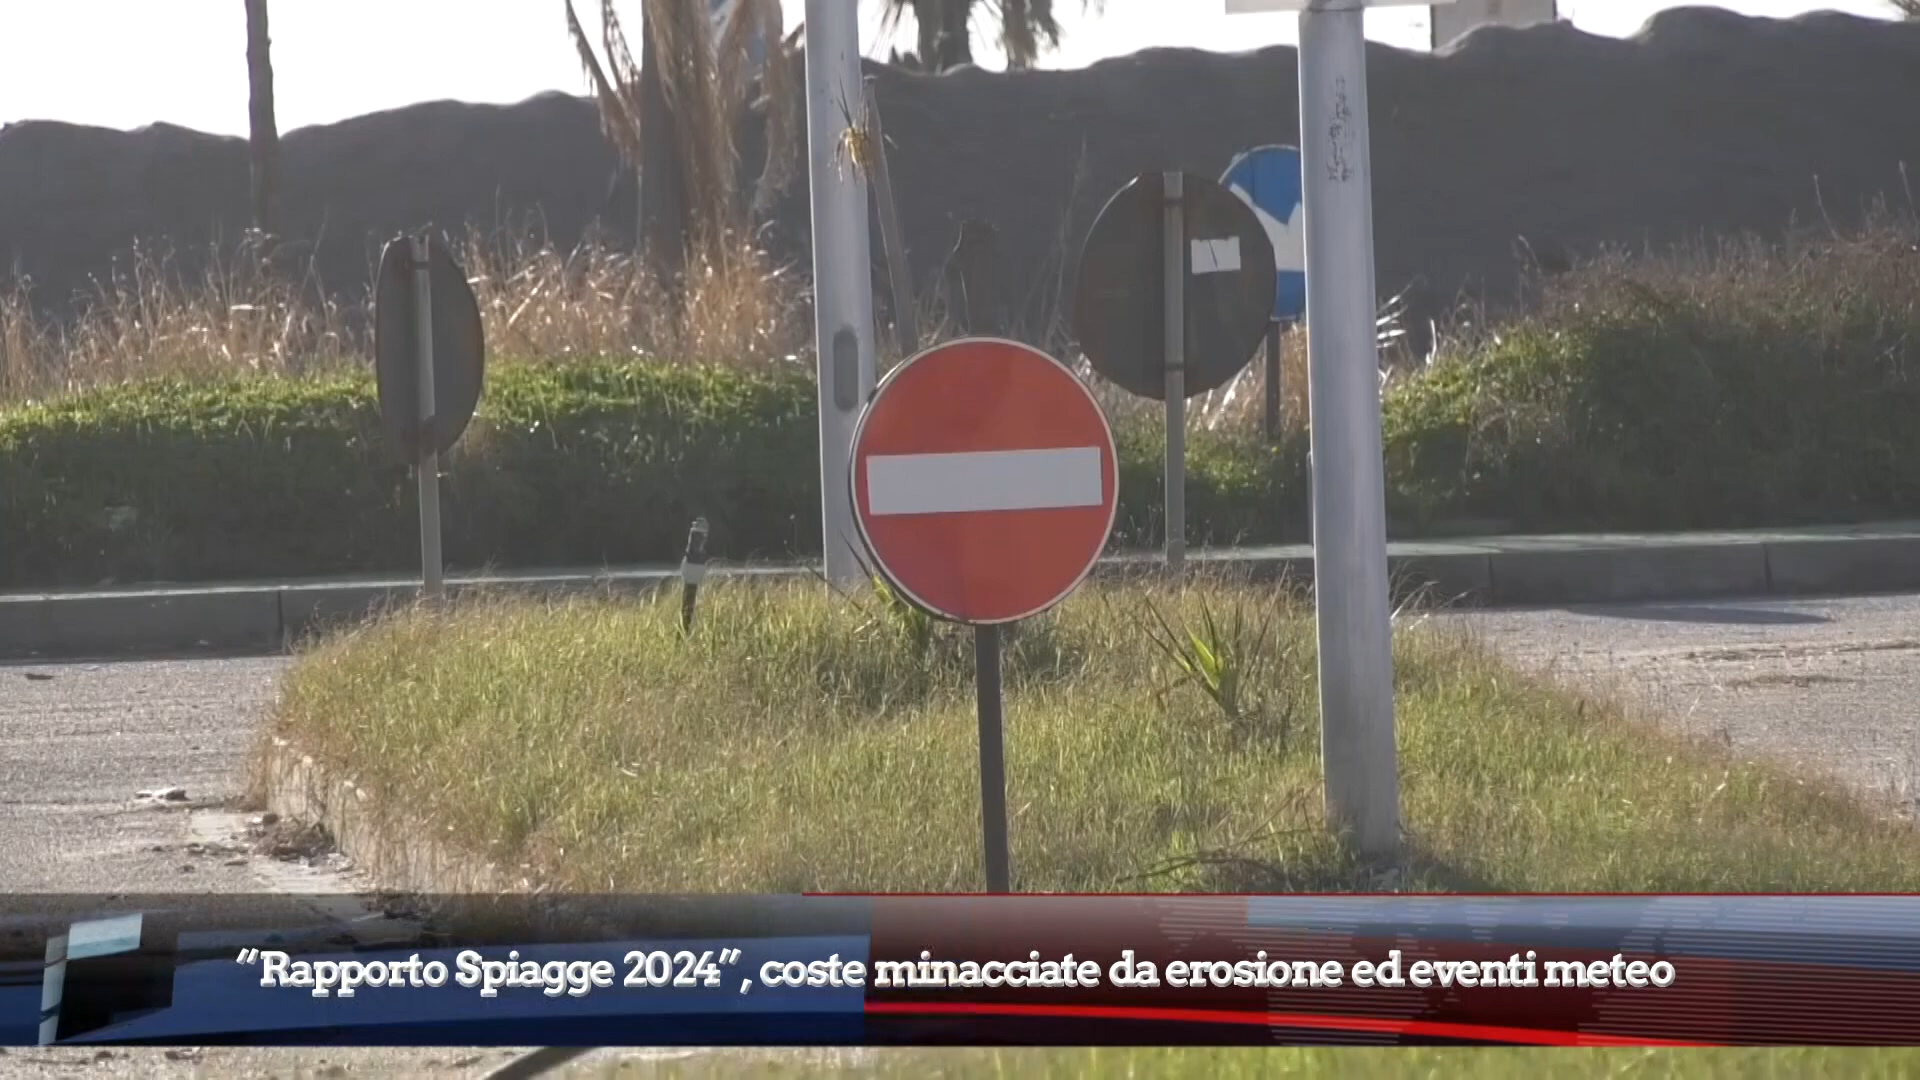 “Rapporto Spiagge 2024”, coste minacciate da erosione ed eventi meteo